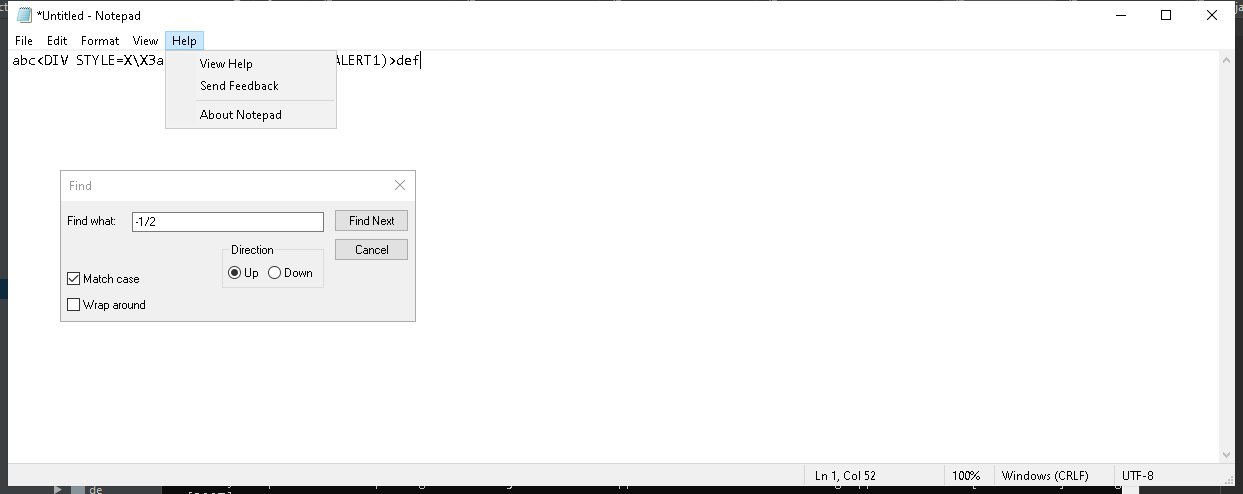 *Untitled - Notepad
File Edit Format View Help
abc<DIV STYLE=X\X3a ALERT1)>def
View Help
Send Feedback
About Notepad
Find
Find what: -1/2 Find Next
Direction Cancel
Up Down
Match case
Wrap around
Ln 1, Col 52 100% Windows (CRLF) UTF-8
de